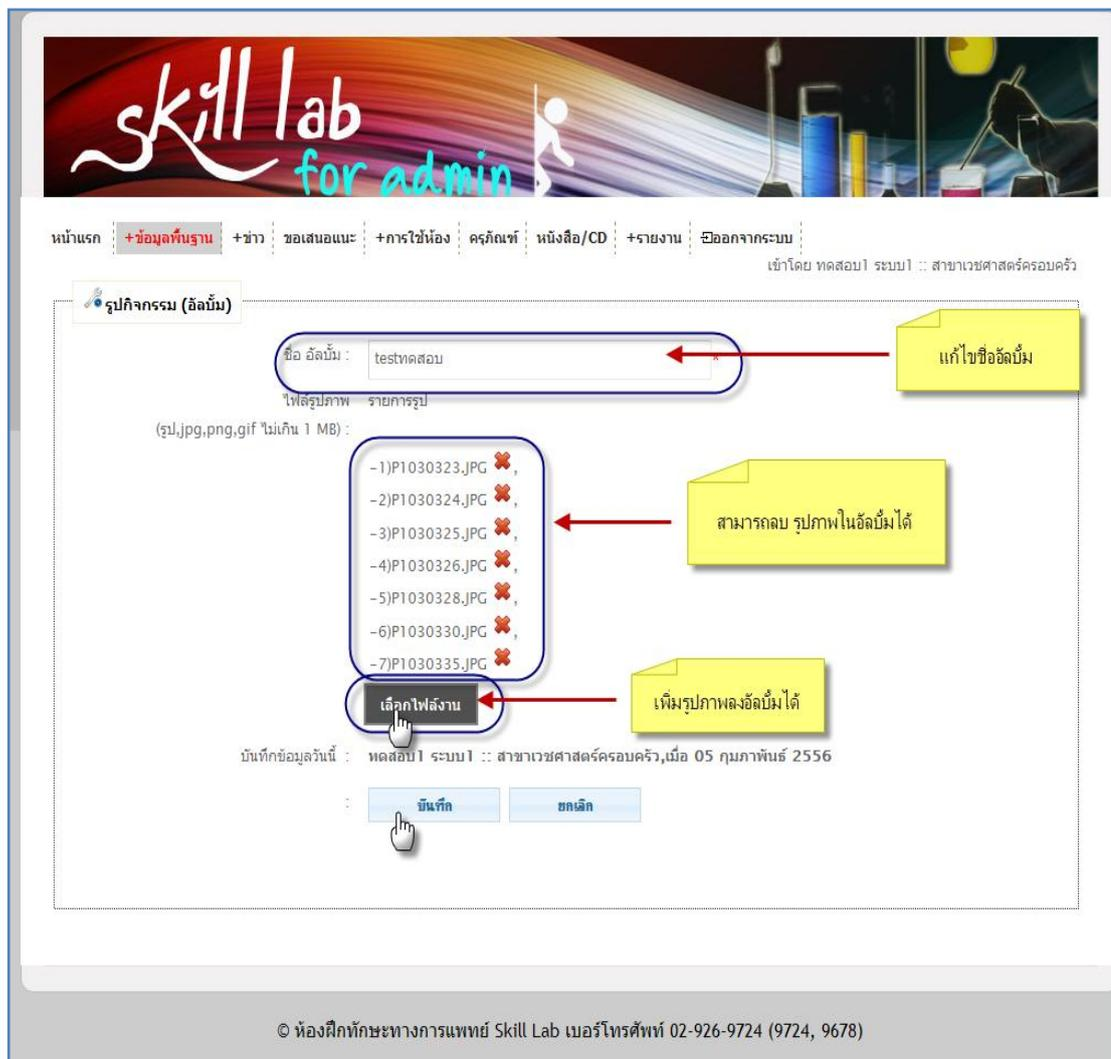 skill lab
for admin
หน้าแรก +ข้อมูลพื้นฐาน +ข่าว ขอเสนอแนะ +การใช้ห้อง ครุภัณฑ์ หนังสือ/CD +รายงาน ออกจากระบบ
เข้าโดย ทดสอบ1 ระบบ1 :: สาขาเวชศาสตร์ครอบครัว
รูปกิจกรรม (อัลบั้ม)
ชื่อ อัลบั้ม : testทดสอบ *
แก้ไขชื่ออัลบั้ม
ไฟล์รูปภาพ รายการรูป
(รูป,jpg,png,gif ไม่เกิน 1 MB) :
-1)P1030323.JPG ,
-2)P1030324.JPG ,
-3)P1030325.JPG ,
-4)P1030326.JPG ,
-5)P1030328.JPG ,
-6)P1030330.JPG ,
-7)P1030335.JPG
สามารถลบ รูปภาพในอัลบั้มได้
เลือกไฟล์งาน
เพิ่มรูปภาพลงอัลบั้มได้
บันทึกข้อมูลวันนี้ : ทดสอบ1 ระบบ1 :: สาขาเวชศาสตร์ครอบครัว,เมื่อ 05 กุมภาพันธ์ 2556
: บันทึก ยกเลิก
© ห้องฝึกทักษะทางการแพทย์ Skill Lab เบอร์โทรศัพท์ 02-926-9724 (9724, 9678)